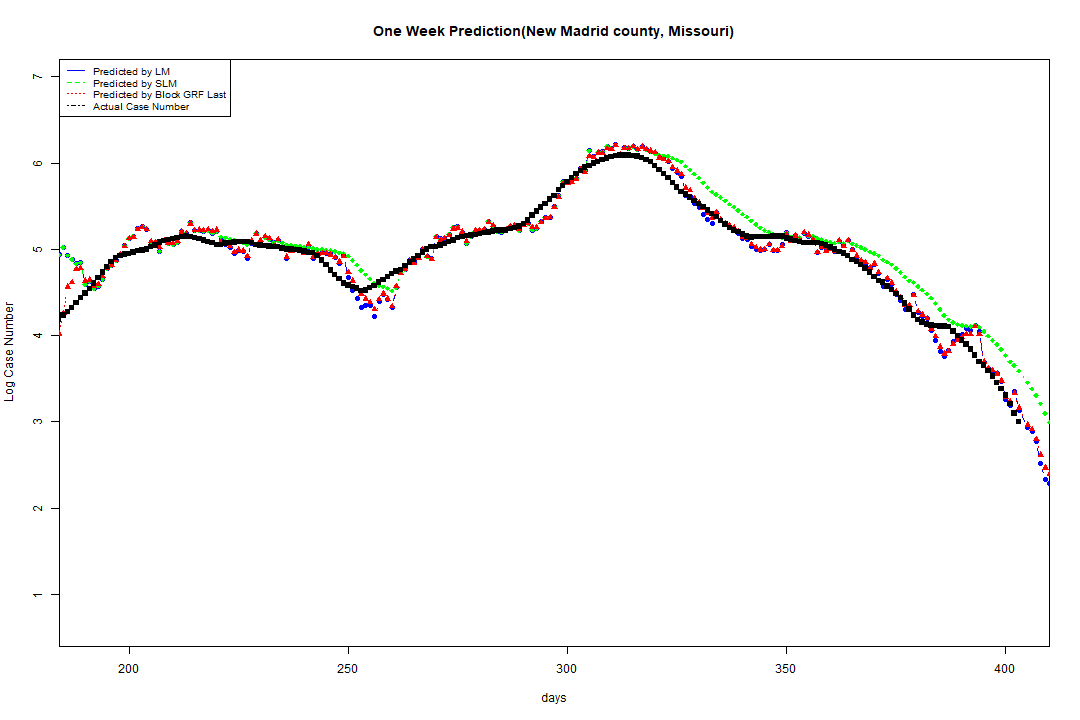 One Week Prediction(New Madrid county, Missouri)
Predicted by LM
Predicted by SLM
Predicted by Block GRF Last
Actual Case Number
7
6
5
4
3
2
1
Log Case Number
200
250
300
350
400
days